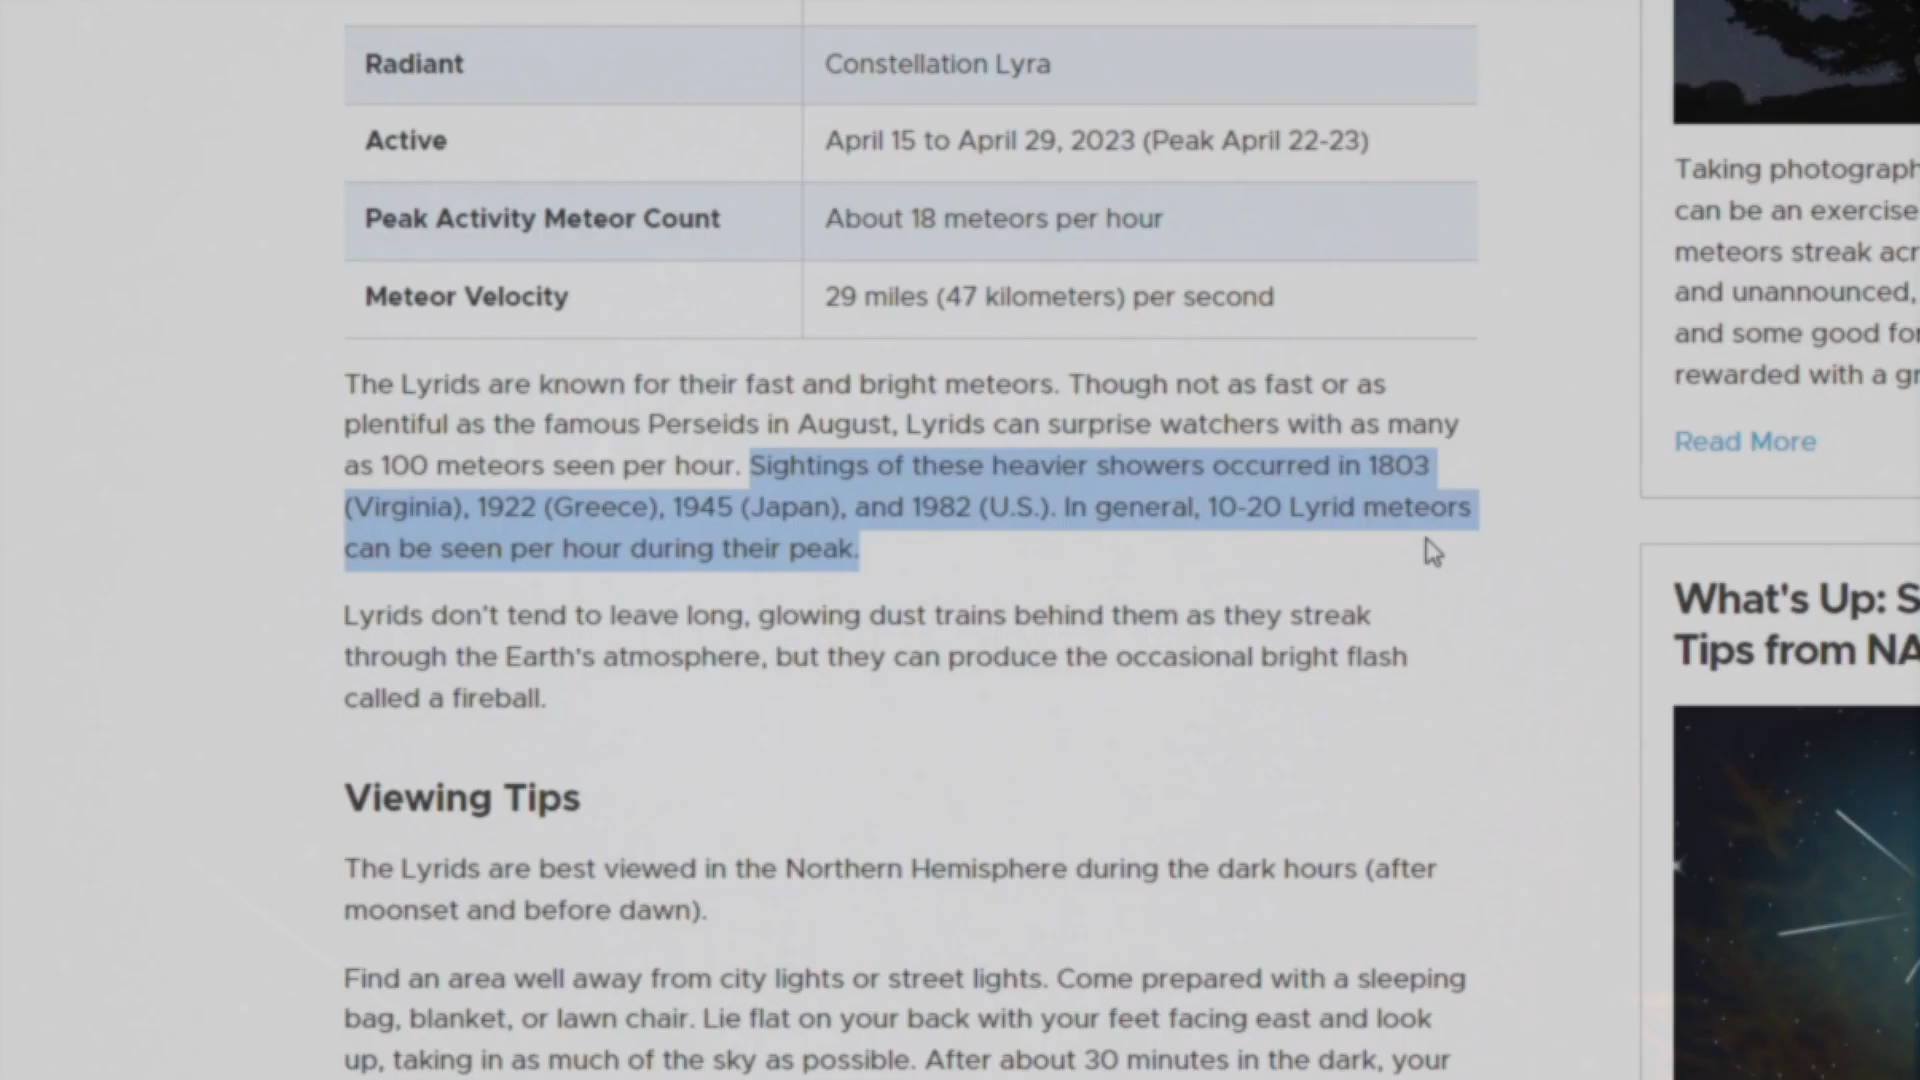 Radiant Constellation Lyra
Active April 15 to April 29, 2023 (Peak April 22-23)
Peak Activity Meteor Count About 18 meteors per hour
Meteor Velocity 29 miles (47 kilometers) per second
The Lyrids are known for their fast and bright meteors. Though not as fast or as
plentiful as the famous Perseids in August, Lyrids can surprise watchers with as many
as 100 meteors seen per hour. Sightings of these heavier showers occurred in 1803
(Virginia), 1922 (Greece), 1945 (Japan), and 1982 (U.S.). In general, 10-20 Lyrid meteors
can be seen per hour during their peak.
Lyrids don't tend to leave long, glowing dust trains behind them as they streak
through the Earth's atmosphere, but they can produce the occasional bright flash
called a fireball.
Viewing Tips
The Lyrids are best viewed in the Northern Hemisphere during the dark hours (after
moonset and before dawn).
Find an area well away from city lights or street lights. Come prepared with a sleeping
bag, blanket, or lawn chair. Lie flat on your back with your feet facing east and look
up, taking in as much of the sky as possible. After about 30 minutes in the dark, your
Taking photograph
can be an exercise
meteors streak acr
and unannounced,
and some good for
rewarded with a gr
Read More
What's Up: S
Tips from NA